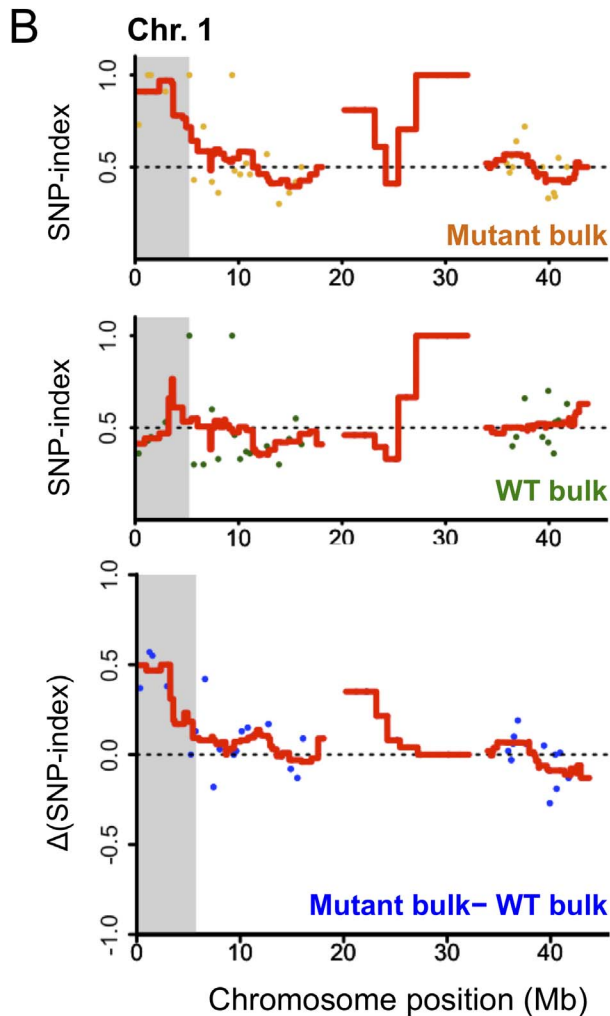 B
Chr. 1
SNP-index
1.0
0.5
Mutant bulk
0 10 20 30 40
SNP-index
1.0
0.5
WT bulk
0 10 20 30 40
Δ(SNP-index)
1.0
0.5
0.0
-0.5
-1.0
Mutant bulk− WT bulk
0 10 20 30 40
Chromosome position (Mb)